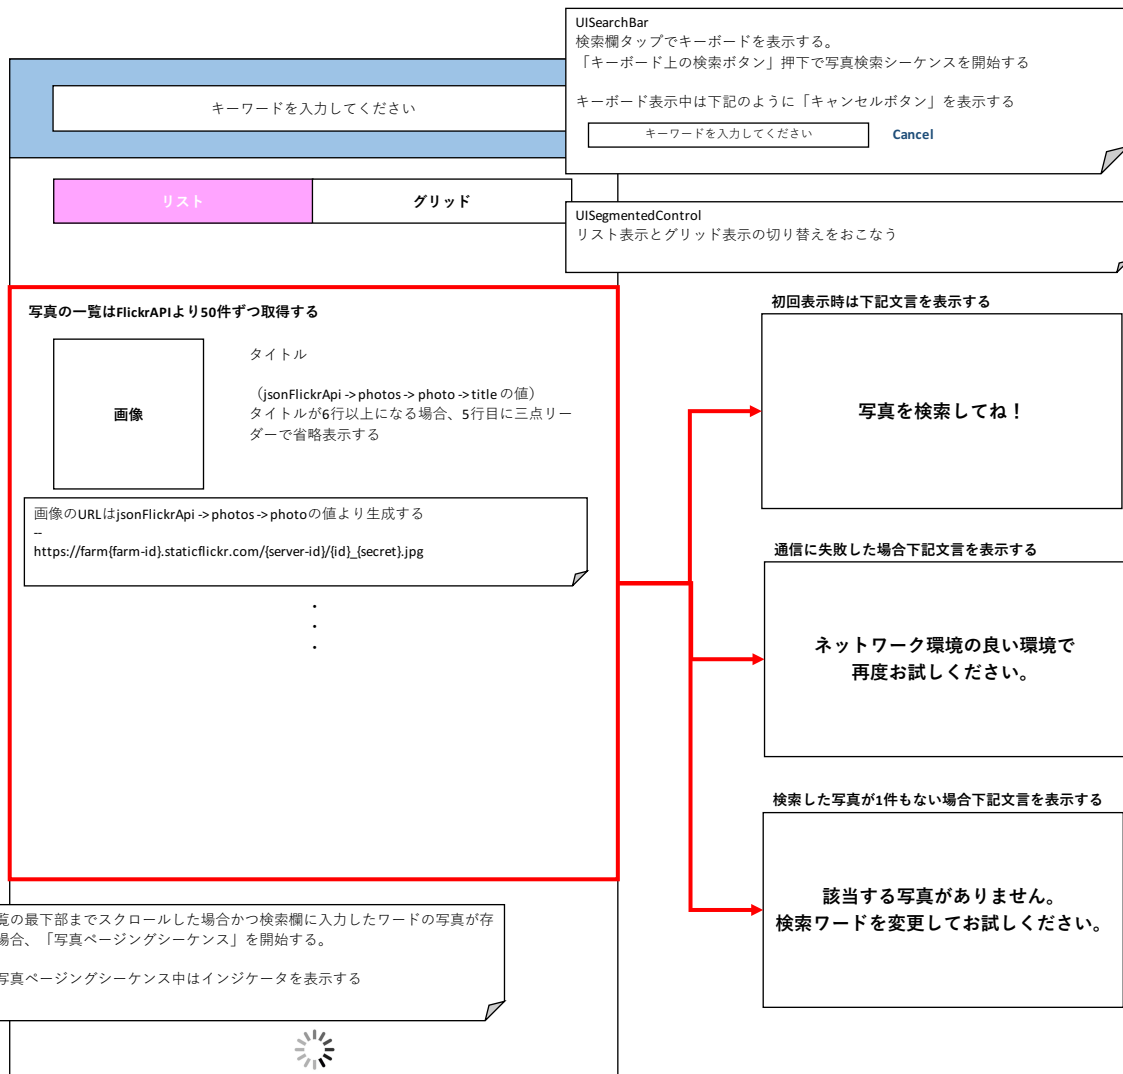 UISearchBar
検索欄タップでキーボードを表示する。
「キーボード上の検索ボタン」押下で写真検索シーケンスを開始する
キーボード表示中は下記のように「キャンセルボタン」を表示する
キーワードを入力してください
Cancel
キーワードを入力してください
リスト
グリッド
UISegmentedControl
リスト表示とグリッド表示の切り替えをおこなう
写真の一覧はFlickrAPIより50件ずつ取得する
画像
タイトル
（jsonFlickrApi -> photos -> photo -> title の値）
タイトルが6行以上になる場合、5行目に三点リー
ダーで省略表示する
画像のURLはjsonFlickrApi -> photos -> photoの値より生成する
--
https://farm{farm-id}.staticflickr.com/{server-id}/{id}_{secret}.jpg
・
・
・
初回表示時は下記文言を表示する
写真を検索してね！
通信に失敗した場合下記文言を表示する
ネットワーク環境の良い環境で
再度お試しください。
検索した写真が1件もない場合下記文言を表示する
該当する写真がありません。
検索ワードを変更してお試しください。
覧の最下部までスクロールした場合かつ検索欄に入力したワードの写真が存
場合、「写真ページングシーケンス」を開始する。
写真ページングシーケンス中はインジケータを表示する